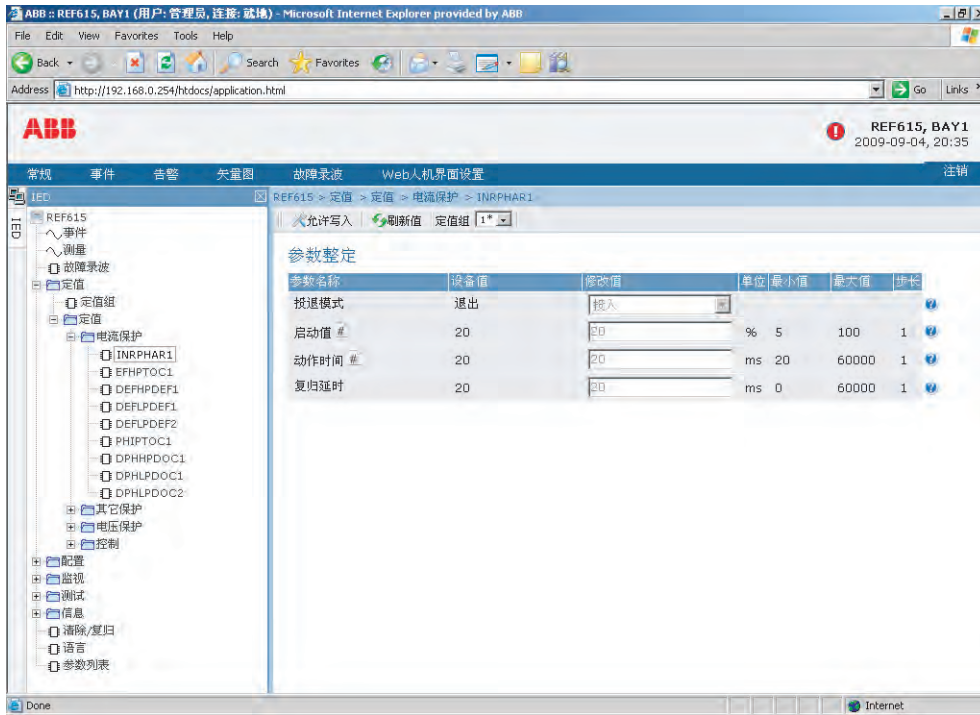 ABB :: REF615, BAY1 (用户: 管理员, 连接: 就地) - Microsoft Internet Explorer provided by ABB
File Edit View Favorites Tools Help
Back Search Favorites
Address http://192.168.0.254/htdocs/application.html Go Links
ABB
REF615, BAY1
2009-09-04, 20:35
常规 事件 告警 矢量图 故障录波 Web人机界面设置 注销
IED
IED
REF615 > 定值 > 定值 > 电流保护 > INRPHAR1
允许写入 刷新值 定值组 1*
REF615
事件
测量
故障录波
定值
定值组
定值
电流保护
INRPHAR1
EFHPTOC1
DEFHPDEF1
DEFLPDEF1
DEFLPDEF2
PHIPTOC1
DPHHPDOC1
DPHLPDOC1
DPHLPDOC2
其它保护
电压保护
控制
配置
监视
测试
信息
清除/复归
语言
参数列表
参数整定
参数名称 设备值 修改值 单位 最小值 最大值 步长
投退模式 退出 投入
启动值 # 20 20 % 5 100 1
动作时间 # 20 20 ms 20 60000 1
复归延时 20 20 ms 0 60000 1
Done Internet